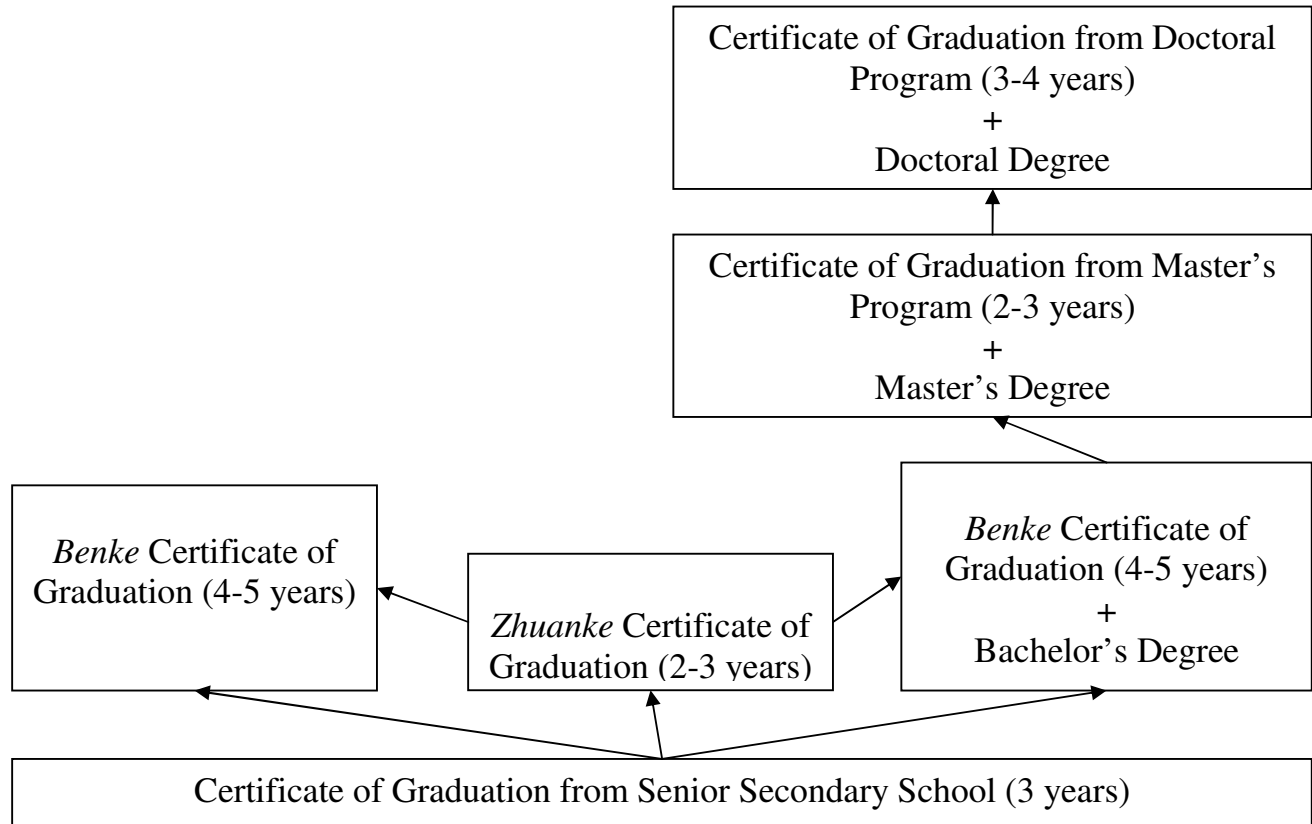 Certificate of Graduation from Doctoral
Program (3-4 years)
+
Doctoral Degree
Certificate of Graduation from Master’s
Program (2-3 years)
+
Master’s Degree
Benke Certificate of
Graduation (4-5 years)
Zhuanke Certificate of
Graduation (2-3 years)
Benke Certificate of
Graduation (4-5 years)
+
Bachelor’s Degree
Certificate of Graduation from Senior Secondary School (3 years)